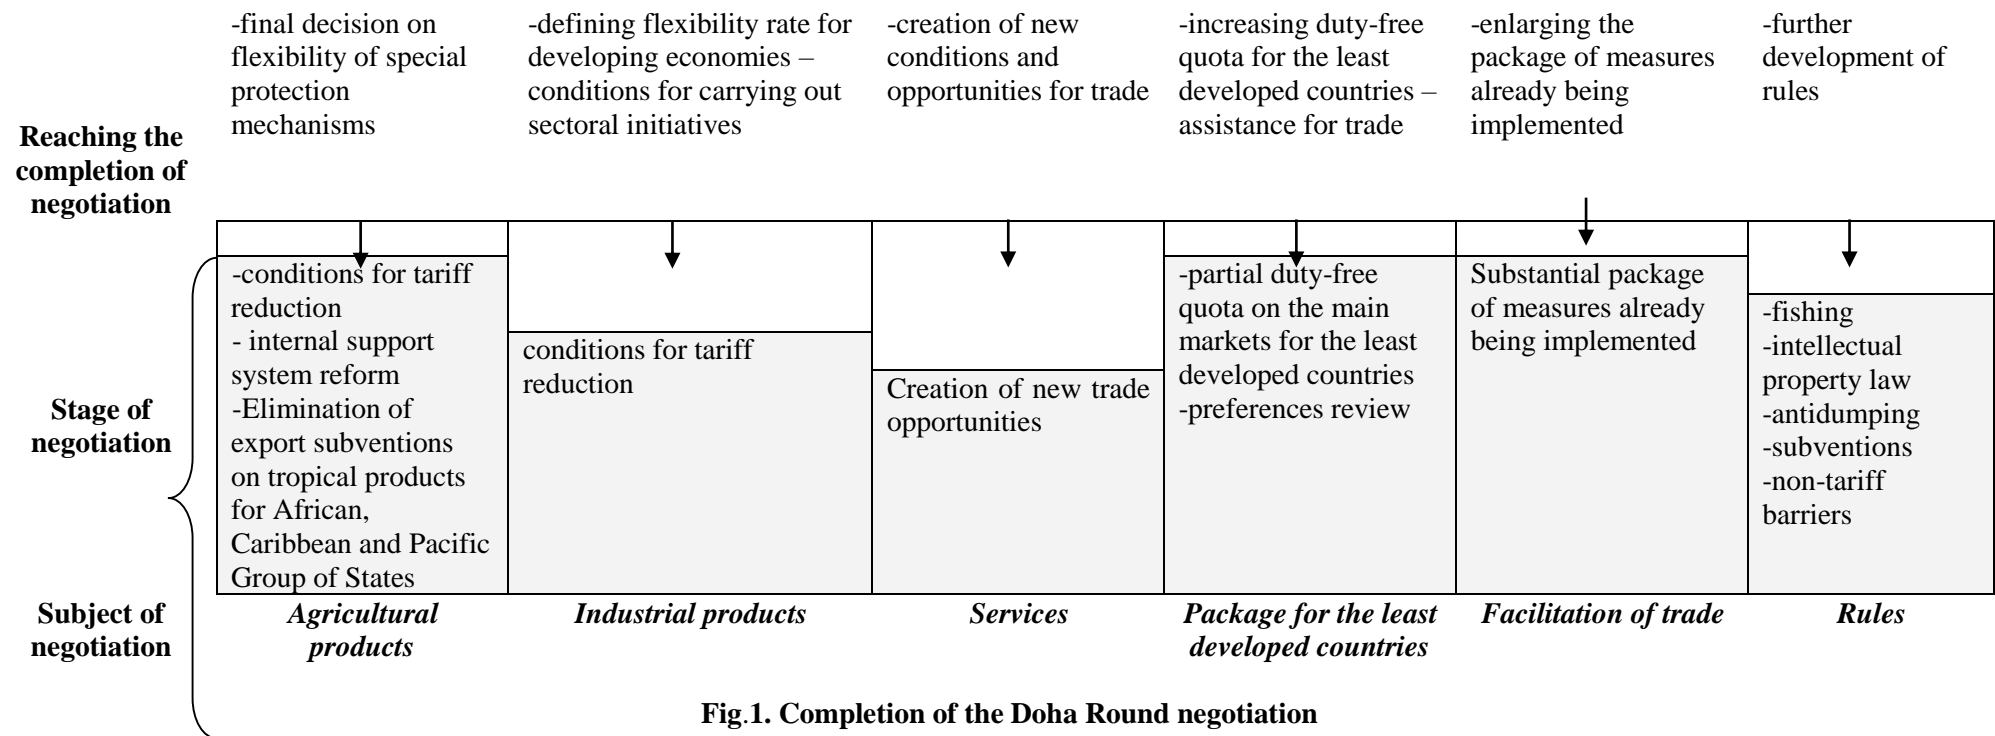 -final decision on
flexibility of special
protection
mechanisms
-defining flexibility rate for
developing economies –
conditions for carrying out
sectoral initiatives
-creation of new
conditions and
opportunities for trade
-increasing duty-free
quota for the least
developed countries –
assistance for trade
-enlarging the
package of measures
already being
implemented
-further
development of
rules
Reaching the
completion of
negotiation
Stage of
negotiation
-conditions for tariff
reduction
- internal support
system reform
-Elimination of
export subventions
on tropical products
for African,
Caribbean and Pacific
Group of States
conditions for tariff
reduction
Creation of new trade
opportunities
-partial duty-free
quota on the main
markets for the least
developed countries
-preferences review
Substantial package
of measures already
being implemented
-fishing
-intellectual
property law
-antidumping
-subventions
-non-tariff
barriers
Subject of
negotiation
Agricultural
products
Industrial products
Services
Package for the least
developed countries
Facilitation of trade
Rules
Fig.1. Completion of the Doha Round negotiation